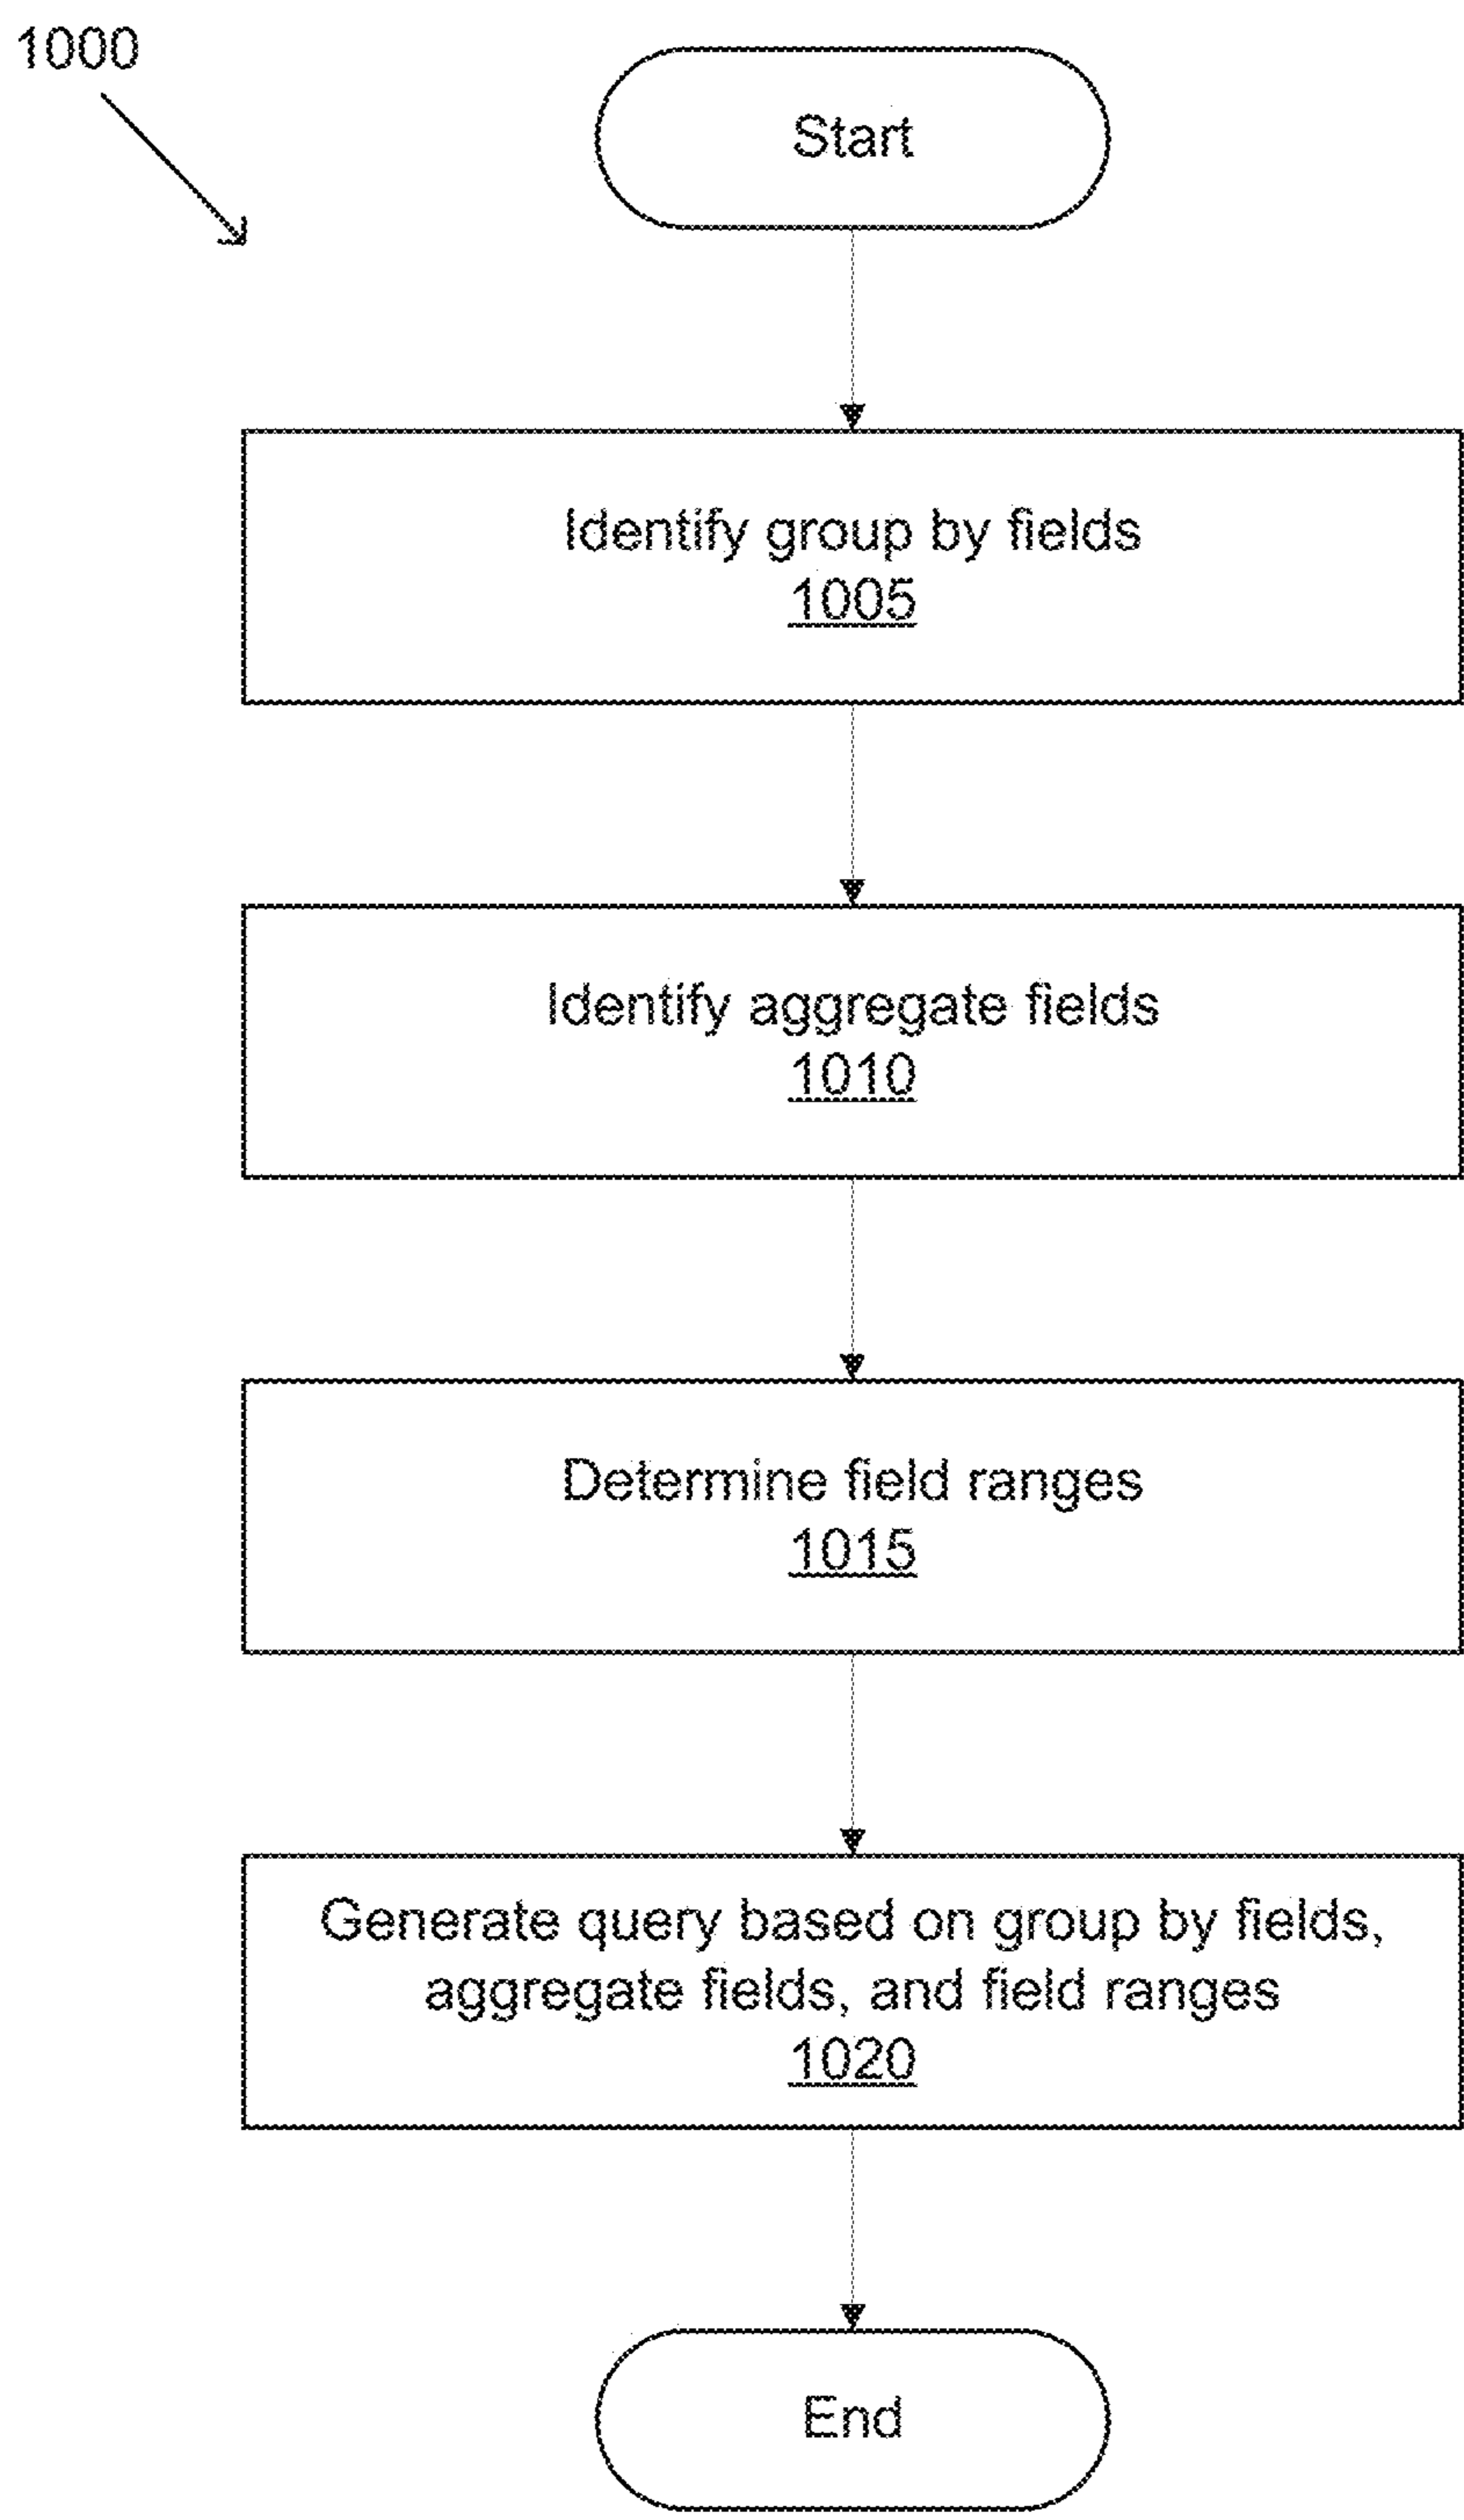 1000
Start
Identify group by fields
1005
Identify aggregate fields
1010
Determine field ranges
1015
Generate query based on group by fields,
aggregate fields, and field ranges
1020
End